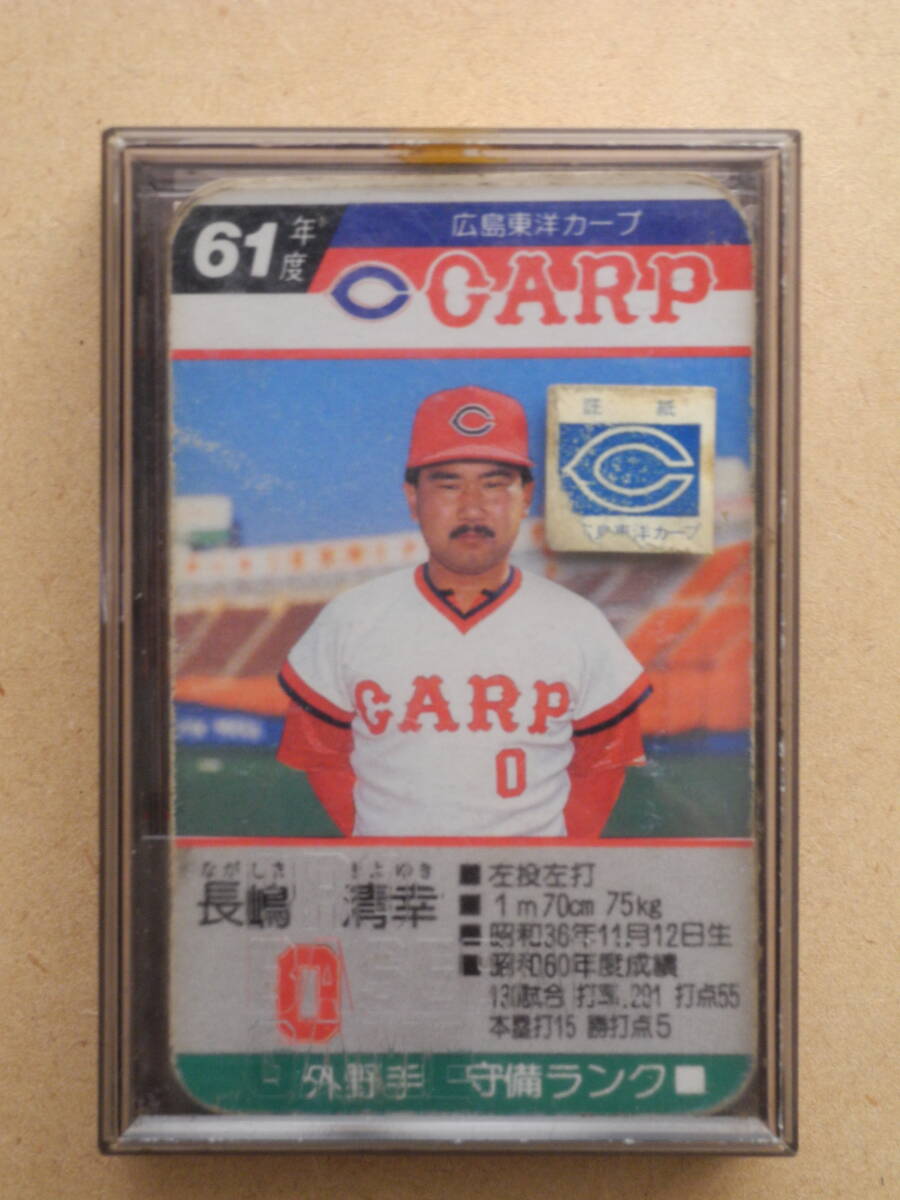 61年度
広島東洋カープ
CARP
証紙
広島東洋カープ
CARP
0
ながしま きよゆき
長嶋 清幸
0
■左投左打
■1m70cm 75kg
■昭和36年11月12日生
■昭和60年度成績
130試合 打率.291 打点55
本塁打15 勝打点5
外野手 守備ランク■